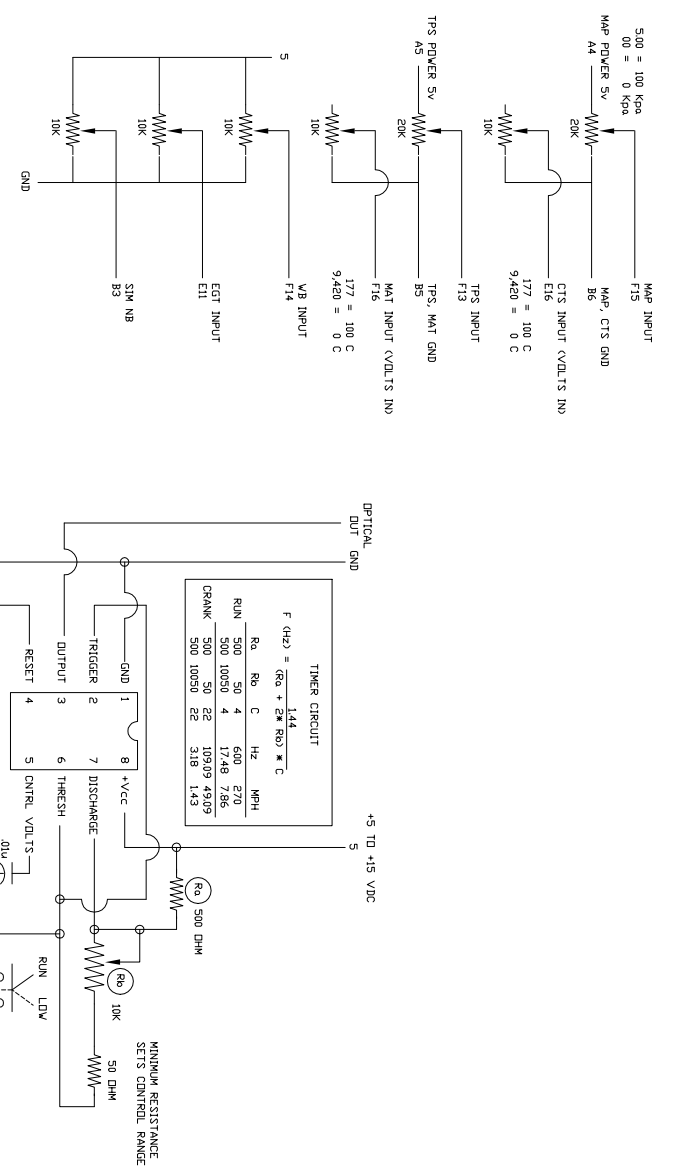 5.00 = 100 Kpa
00 = 0 Kpa
MAP POWER 5v
A4
20K
MAP INPUT
F15
MAP, CTS GND
B6
10K
CTS INPUT (VOLTS IN)
E16
177 = 100 C
9,420 = 0 C
TPS POWER 5v
A5
20K
TPS INPUT
F13
TPS, MAT GND
B5
10K
MAT INPUT (VOLTS IN)
F16
177 = 100 C
9,420 = 0 C
5
10K
WB INPUT
F14
10K
EGT INPUT
E11
10K
SIM NB
B3
GND
OPTICAL
OUT GND
TIMER CIRCUIT
F (Hz) = 1.44
(Ra + 2* Rb) * C
Ra Rb C Hz MPH
RUN 500 50 4 600 270
500 10050 4 17.48 7.86
CRANK 500 50 22 109.09 49.09
500 10050 22 3.18 1.43
+5 TO +15 VDC
5
GND 1 8 +Vcc
TRIGGER 2 7 DISCHARGE
OUTPUT 3 6 THRESH
RESET 4 5 CNTRL VOLTS
.01u
Ra 500 OHM
Rb 10K
50 OHM
MINIMUM RESISTANCE
SETS CONTROL RANGE
RUN LOW